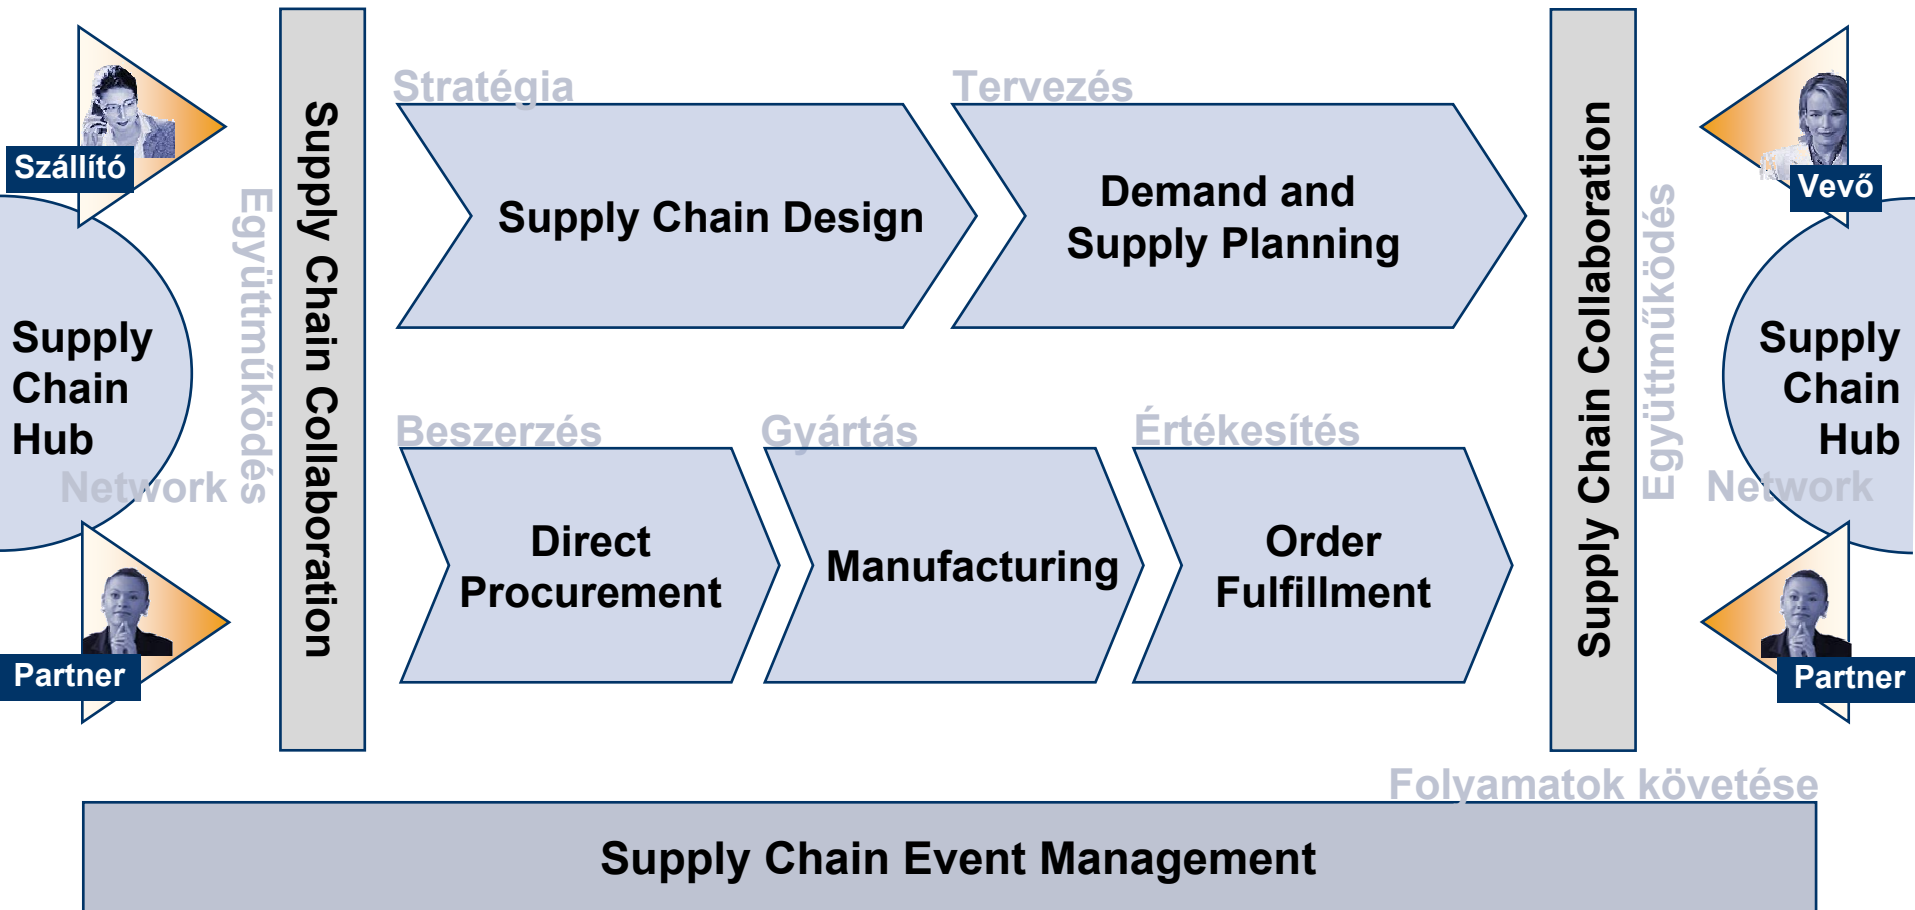 Szállító
Supply
Chain
Hub
Network
Partner
Együttműködés
Supply Chain Collaboration
Stratégia
Supply Chain Design
Tervezés
Demand and
Supply Planning
Beszerzés
Direct
Procurement
Gyártás
Manufacturing
Értékesítés
Order
Fulfillment
Supply Chain Collaboration
Együttműködés
Vevő
Supply
Chain
Hub
Network
Partner
Folyamatok követése
Supply Chain Event Management